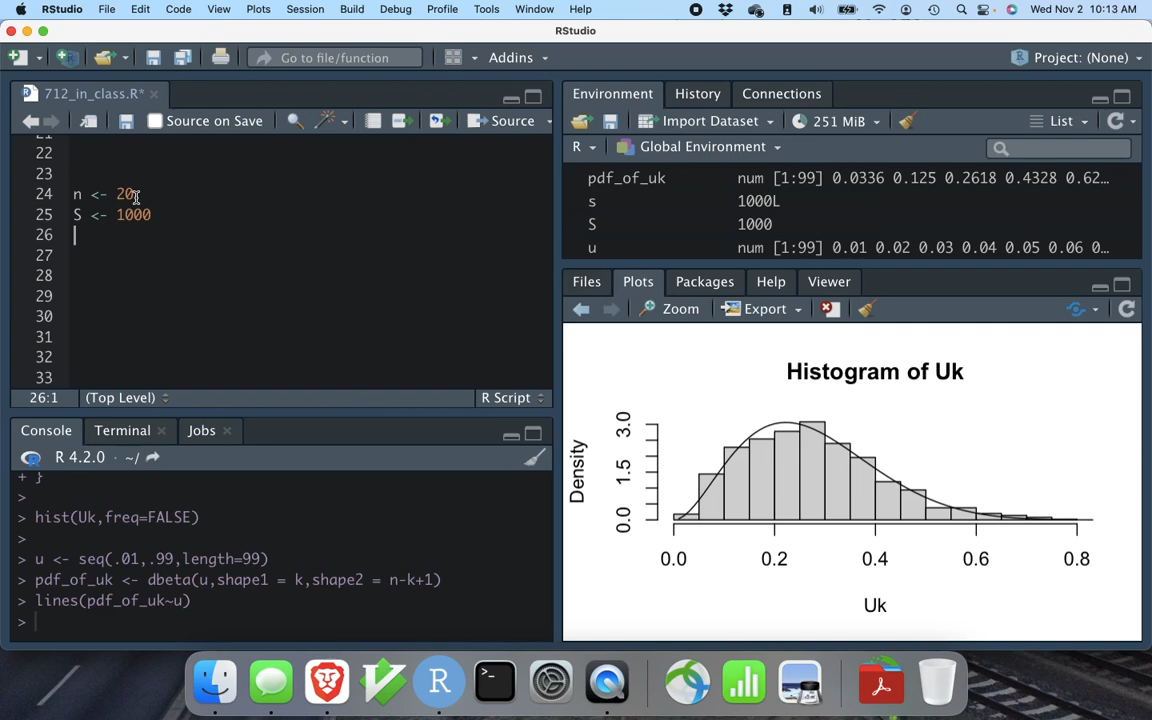 RStudio File Edit Code View Plots Session Build Debug Profile Tools Window Help Wed Nov 2 10:13 AM
RStudio
Go to file/function Addins Project: (None)
712_in_class.R*
Source on Save Source
21
22
23
24 n <- 20
25 S <- 1000
26
27
28
29
30
31
32
33
26:1 (Top Level) R Script
Console Terminal Jobs
R 4.2.0 · ~/
+ }
>
> hist(Uk,freq=FALSE)
>
> u <- seq(.01,.99,length=99)
> pdf_of_uk <- dbeta(u,shape1 = k,shape2 = n-k+1)
> lines(pdf_of_uk~u)
>
Environment History Connections
Import Dataset 251 MiB List
R Global Environment
pdf_of_uk num [1:99] 0.0336 0.125 0.2618 0.4328 0.62…
s 1000L
S 1000
u num [1:99] 0.01 0.02 0.03 0.04 0.05 0.06 0…
Files Plots Packages Help Viewer
Zoom Export
Histogram of Uk
Density
0.0 1.5 3.0
0.0 0.2 0.4 0.6 0.8
Uk